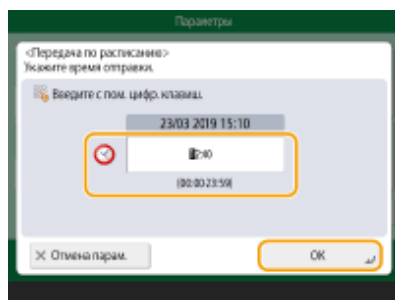 Параметры
<Передача по расписанию>
Укажите время отправки.
Введите с пом. цифр. клавиш.
23/03 2019 15:10
(00:00-23:59)
× Отмена парам.
OK